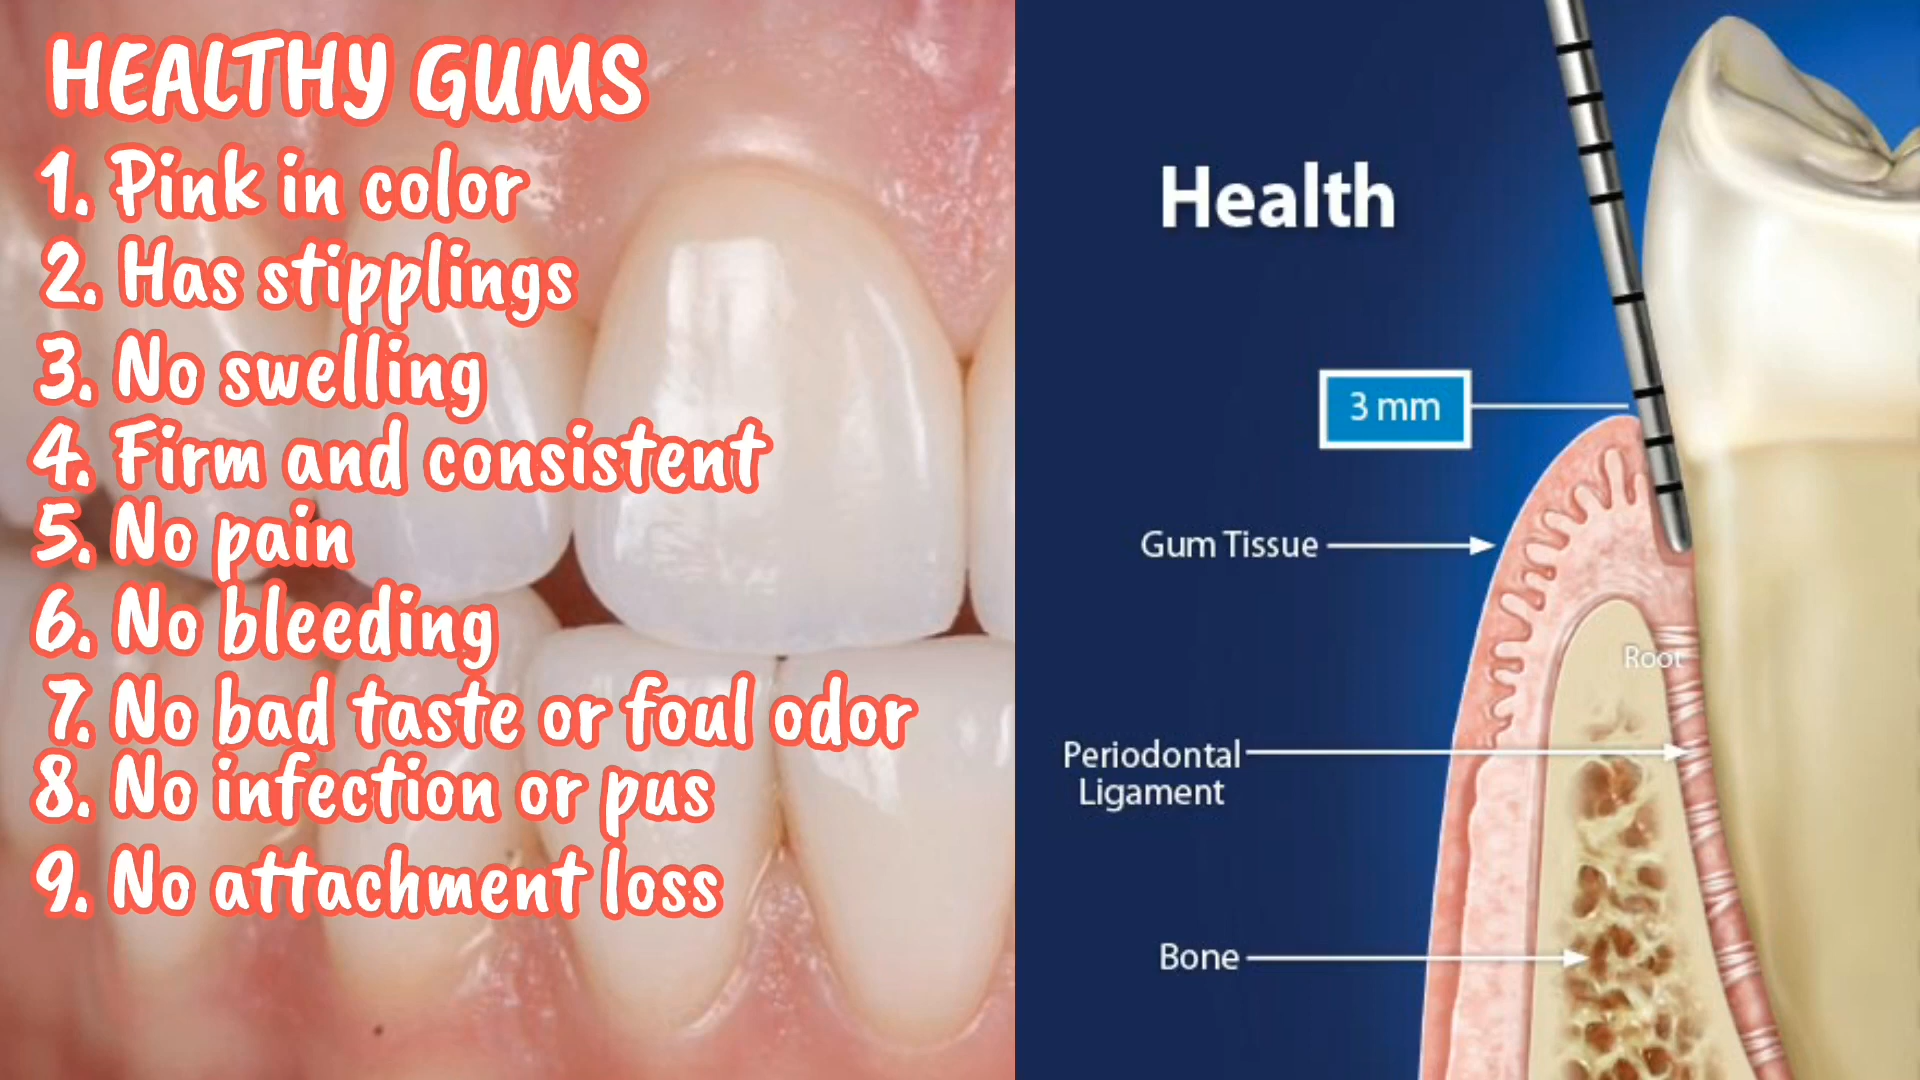 HEALTHY GUMS
1. Pink in color
2. Has stipplings
3. No swelling
4. Firm and consistent
5. No pain
6. No bleeding
7. No bad taste or foul odor
8. No infection or pus
9. No attachment loss
Health
3 mm
Gum Tissue
Root
Periodontal
Ligament
Bone